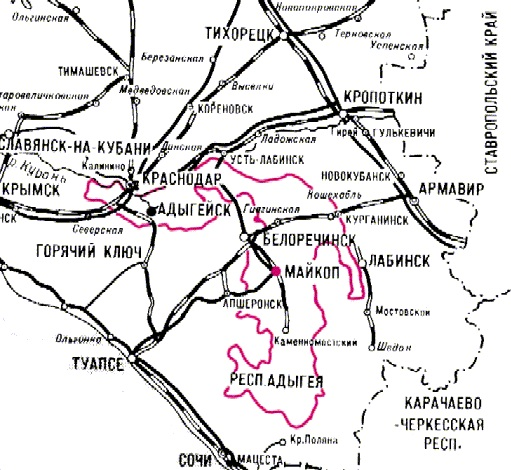 Новопокровская
Ольгинская
ТИХОРЕЦК
Терновская
Успенская
Березанская
ТИМАШЕВСК
Выселки
Медведовская
КОРЕНОВСК
КРОПОТКИН
СТАВРОПОЛЬСКИЙ КРАЙ
СЛАВЯНСК-НА-КУБАНИ
Динская
Ладожская
ГУЛЬКЕВИЧИ
р. Кубань
Калинино
УСТЬ-ЛАБИНСК
НОВОКУБАНСК
КРЫМСК
КРАСНОДАР
Кошехабль
АРМАВИР
АДЫГЕЙСК
Гиагинская
КУРГАНИНСК
Северская
БЕЛОРЕЧИНСК
ГОРЯЧИЙ КЛЮЧ
МАЙКОП
ЛАБИНСК
АПШЕРОНСК
Мостовской
Ольгинка
Каменномостский
Шедок
ТУАПСЕ
РЕСП. АДЫГЕЯ
КАРАЧАЕВО
-ЧЕРКЕССКАЯ
РЕСП.
Кр. Поляна
СОЧИ
МАЦЕСТА